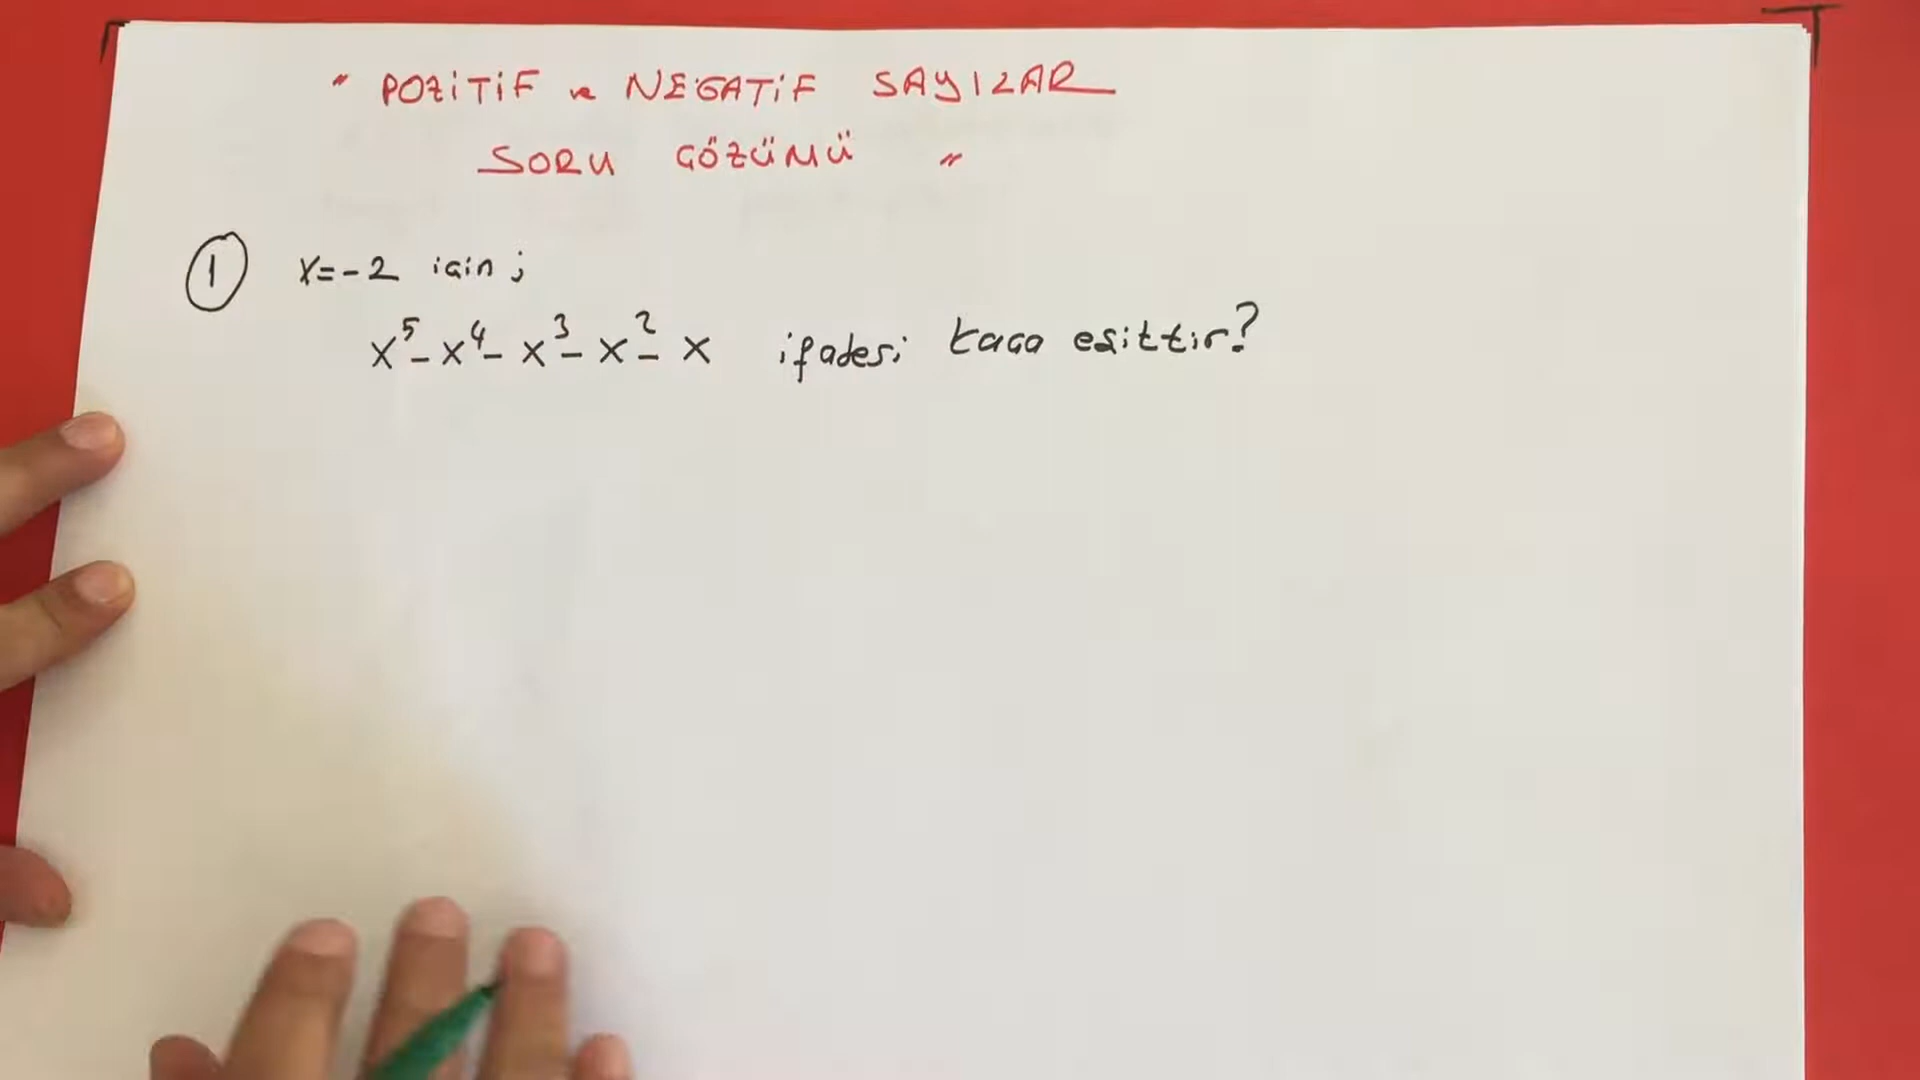 " POZİTİF ve NEGATİF SAYILAR
SORU ÇÖZÜMÜ "
1 x=-2 için ;
x⁵- x⁴- x³- x²- x ifadesi kaça eşittir?